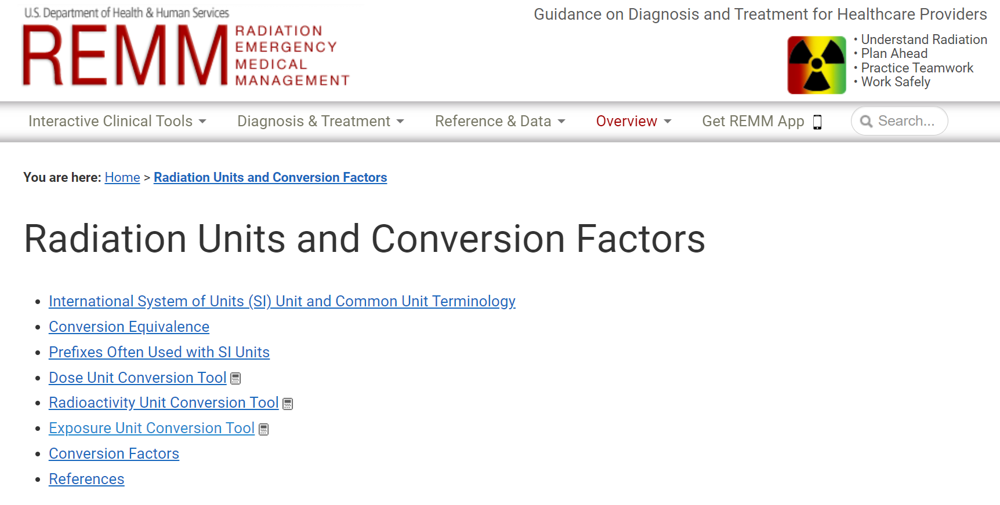 U.S. Department of Health & Human Services
REMM
RADIATION
EMERGENCY
MEDICAL
MANAGEMENT
Guidance on Diagnosis and Treatment for Healthcare Providers
• Understand Radiation
• Plan Ahead
• Practice Teamwork
• Work Safely
Interactive Clinical Tools Diagnosis & Treatment Reference & Data Overview Get REMM App Search...
You are here: Home > Radiation Units and Conversion Factors
Radiation Units and Conversion Factors
• International System of Units (SI) Unit and Common Unit Terminology
• Conversion Equivalence
• Prefixes Often Used with SI Units
• Dose Unit Conversion Tool
• Radioactivity Unit Conversion Tool
• Exposure Unit Conversion Tool
• Conversion Factors
• References